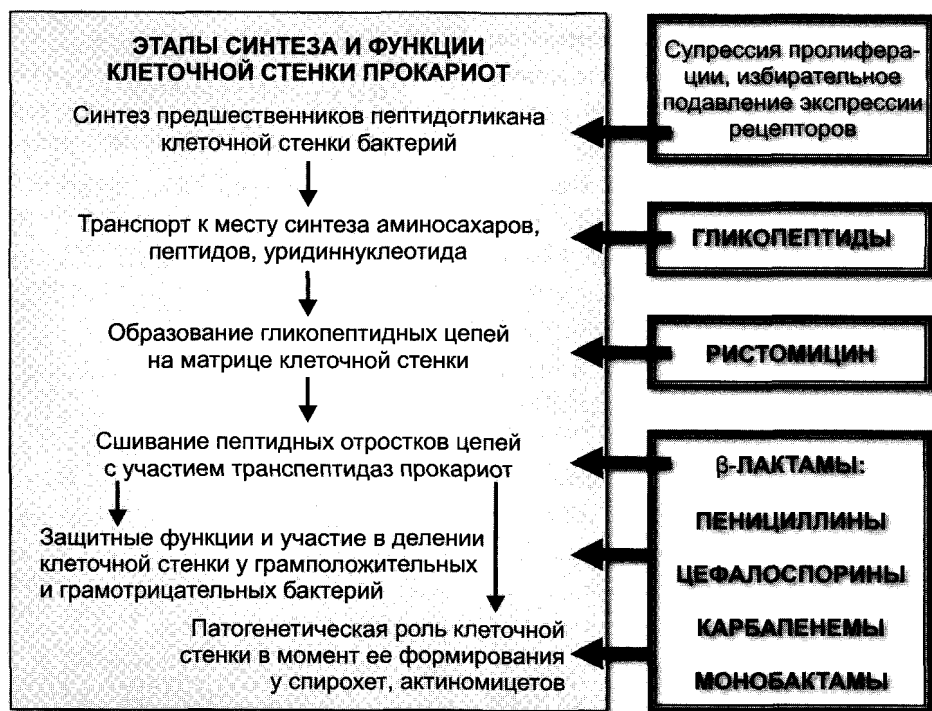 ЭТАПЫ СИНТЕЗА И ФУНКЦИИ
КЛЕТОЧНОЙ СТЕНКИ ПРОКАРИОТ
Синтез предшественников пептидогликана
клеточной стенки бактерий
Транспорт к месту синтеза аминосахаров,
пептидов, уридиннуклеотида
Образование гликопептидных цепей
на матрице клеточной стенки
Сшивание пептидных отростков цепей
с участием транспептидаз прокариот
Защитные функции и участие в делении
клеточной стенки у грамположительных
и грамотрицательных бактерий
Патогенетическая роль клеточной
стенки в момент ее формирования
у спирохет, актиномицетов
Супрессия пролифера-
ции, избирательное
подавление экспрессии
рецепторов
ГЛИКОПЕПТИДЫ
РИСТОМИЦИН
β-ЛАКТАМЫ:
ПЕНИЦИЛЛИНЫ
ЦЕФАЛОСПОРИНЫ
КАРБАПЕНЕМЫ
МОНОБАКТАМЫ